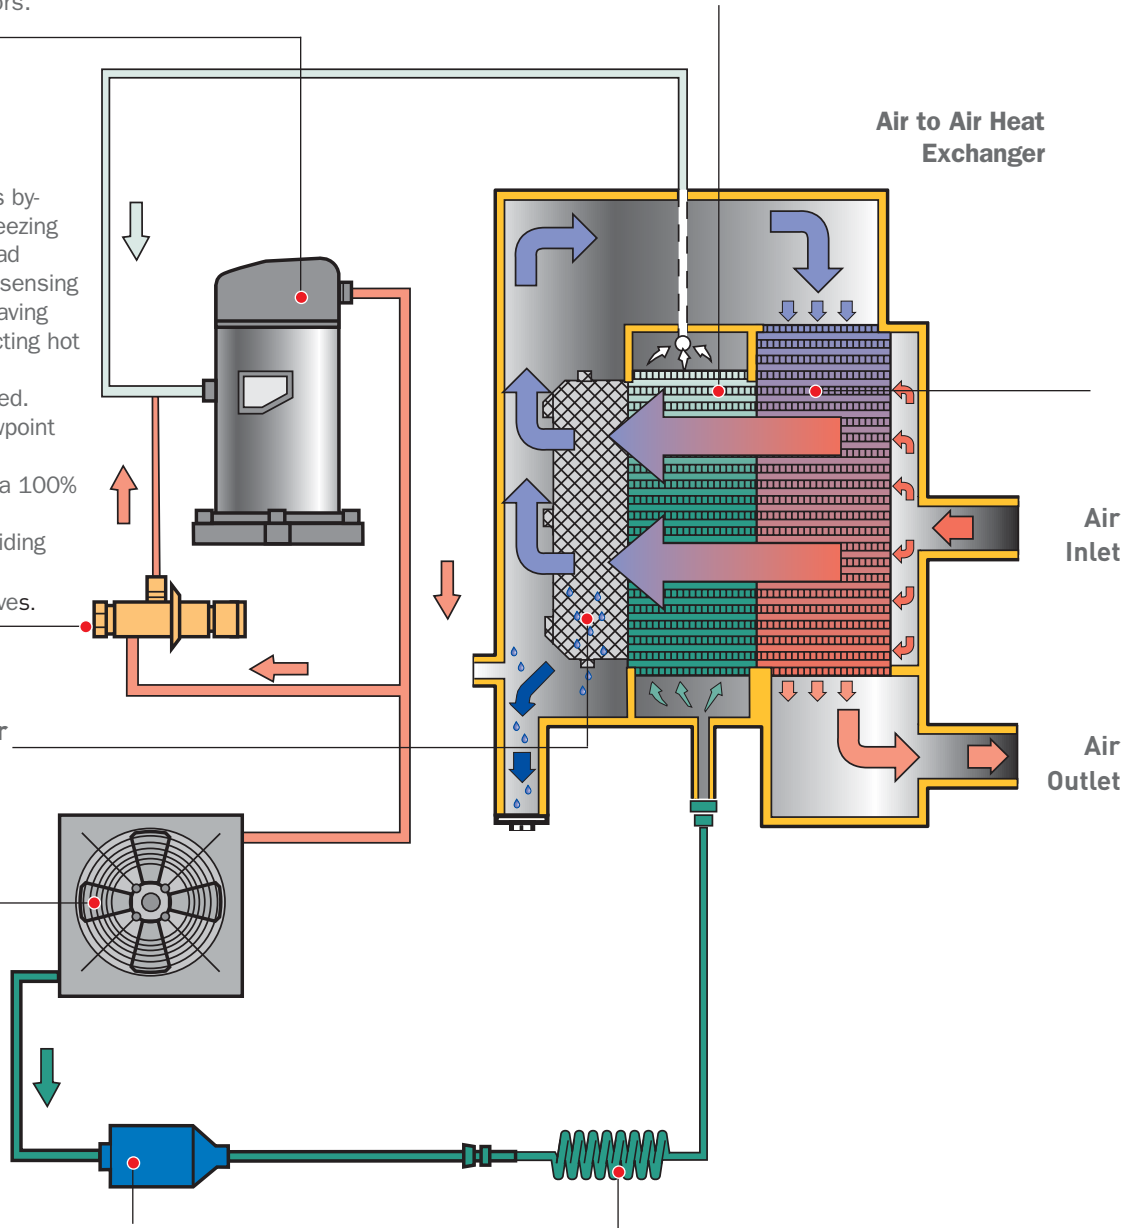 Air to Air Heat
Exchanger
s by-
eezing
ad
sensing
aving
cting hot
ed.
wpoint
a 100%
iding
ves.
Air
Inlet
r
Air
Outlet